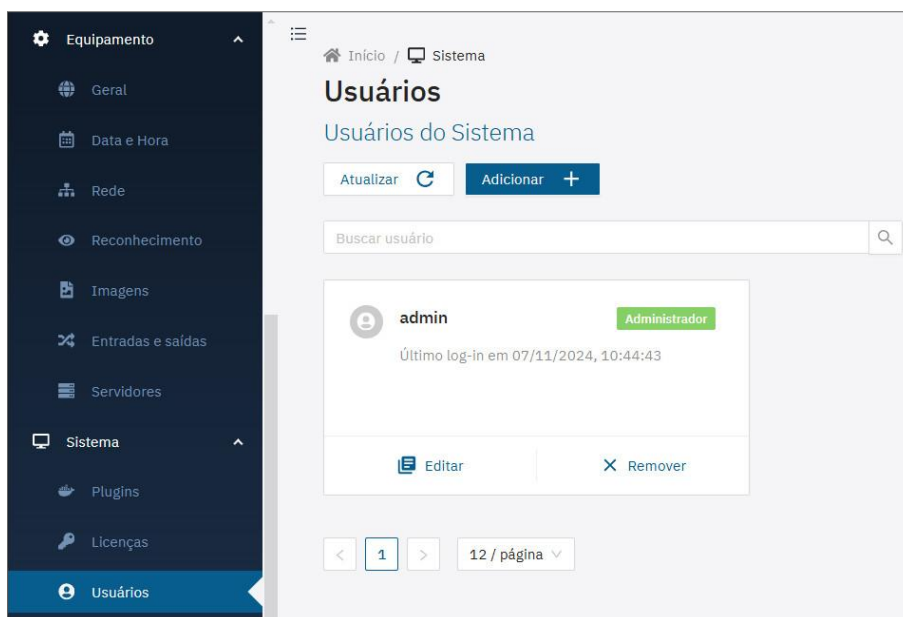 Equipamento
Geral
Data e Hora
Rede
Reconhecimento
Imagens
Entradas e saídas
Servidores
Sistema
Plugins
Licenças
Usuários
Início / Sistema
Usuários
Usuários do Sistema
Atualizar Adicionar
Buscar usuário
admin Administrador
Último log-in em 07/11/2024, 10:44:43
Editar Remover
< 1 > 12 / página